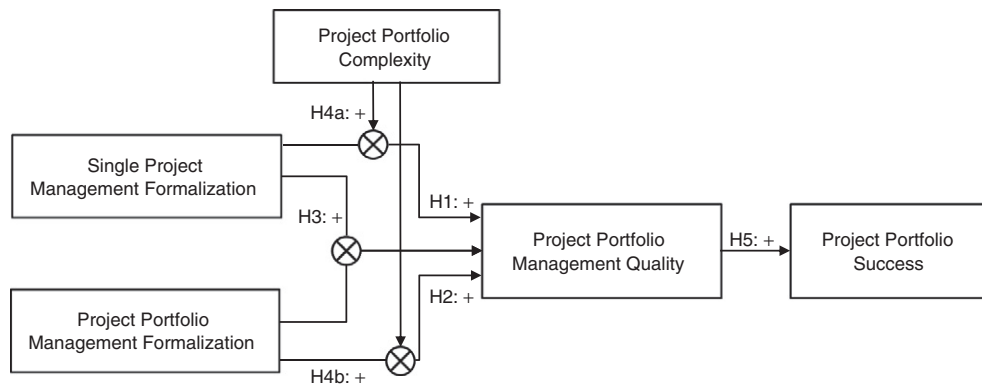 Project Portfolio
Complexity
H4a: +
Single Project
Management Formalization
H3: +
H1: +
Project Portfolio
Management Quality
H5: +
Project Portfolio
Success
H2: +
Project Portfolio
Management Formalization
H4b: +